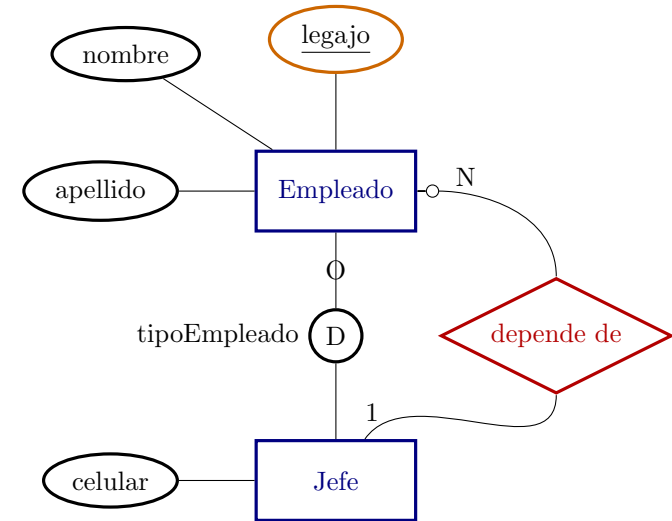 legajo
nombre
N
apellido
Empleado
O
tipoEmpleado
D
depende de
1
celular
Jefe